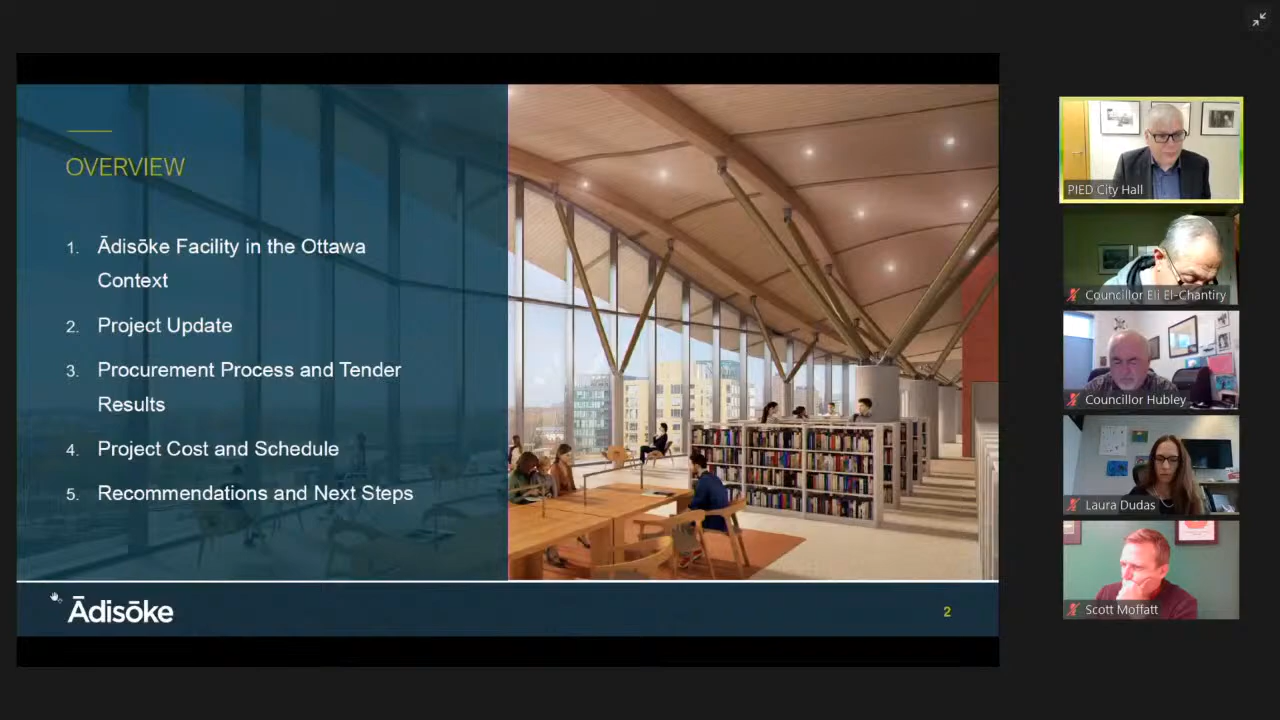 OVERVIEW
1. Ādisōke Facility in the Ottawa
Context
2. Project Update
3. Procurement Process and Tender
Results
4. Project Cost and Schedule
5. Recommendations and Next Steps
Ādisōke
2
PIED City Hall
Councillor Eli El-Chantiry
Councillor Hubley
Laura Dudas
Scott Moffatt